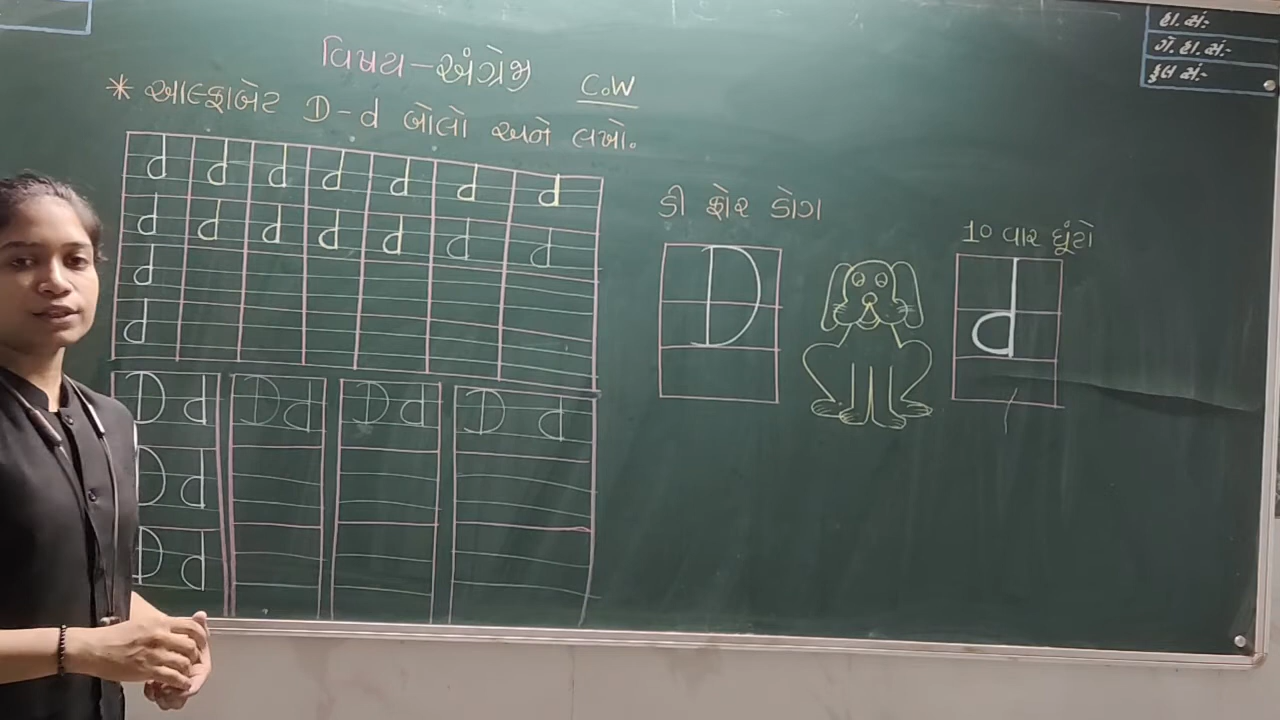 વિષય-અંગ્રેજી C.W
* આલ્ફાબેટ D-d બોલો અને લખો.
d d d d d d d
d d d d d d d
d
d
D d D d D d D d
D d
D d
ડી ફોર ડોગ
D
10 વાર ઘૂંટો
d
હા.સં:-
ગે.હા.સં:-
કુલ સં:-